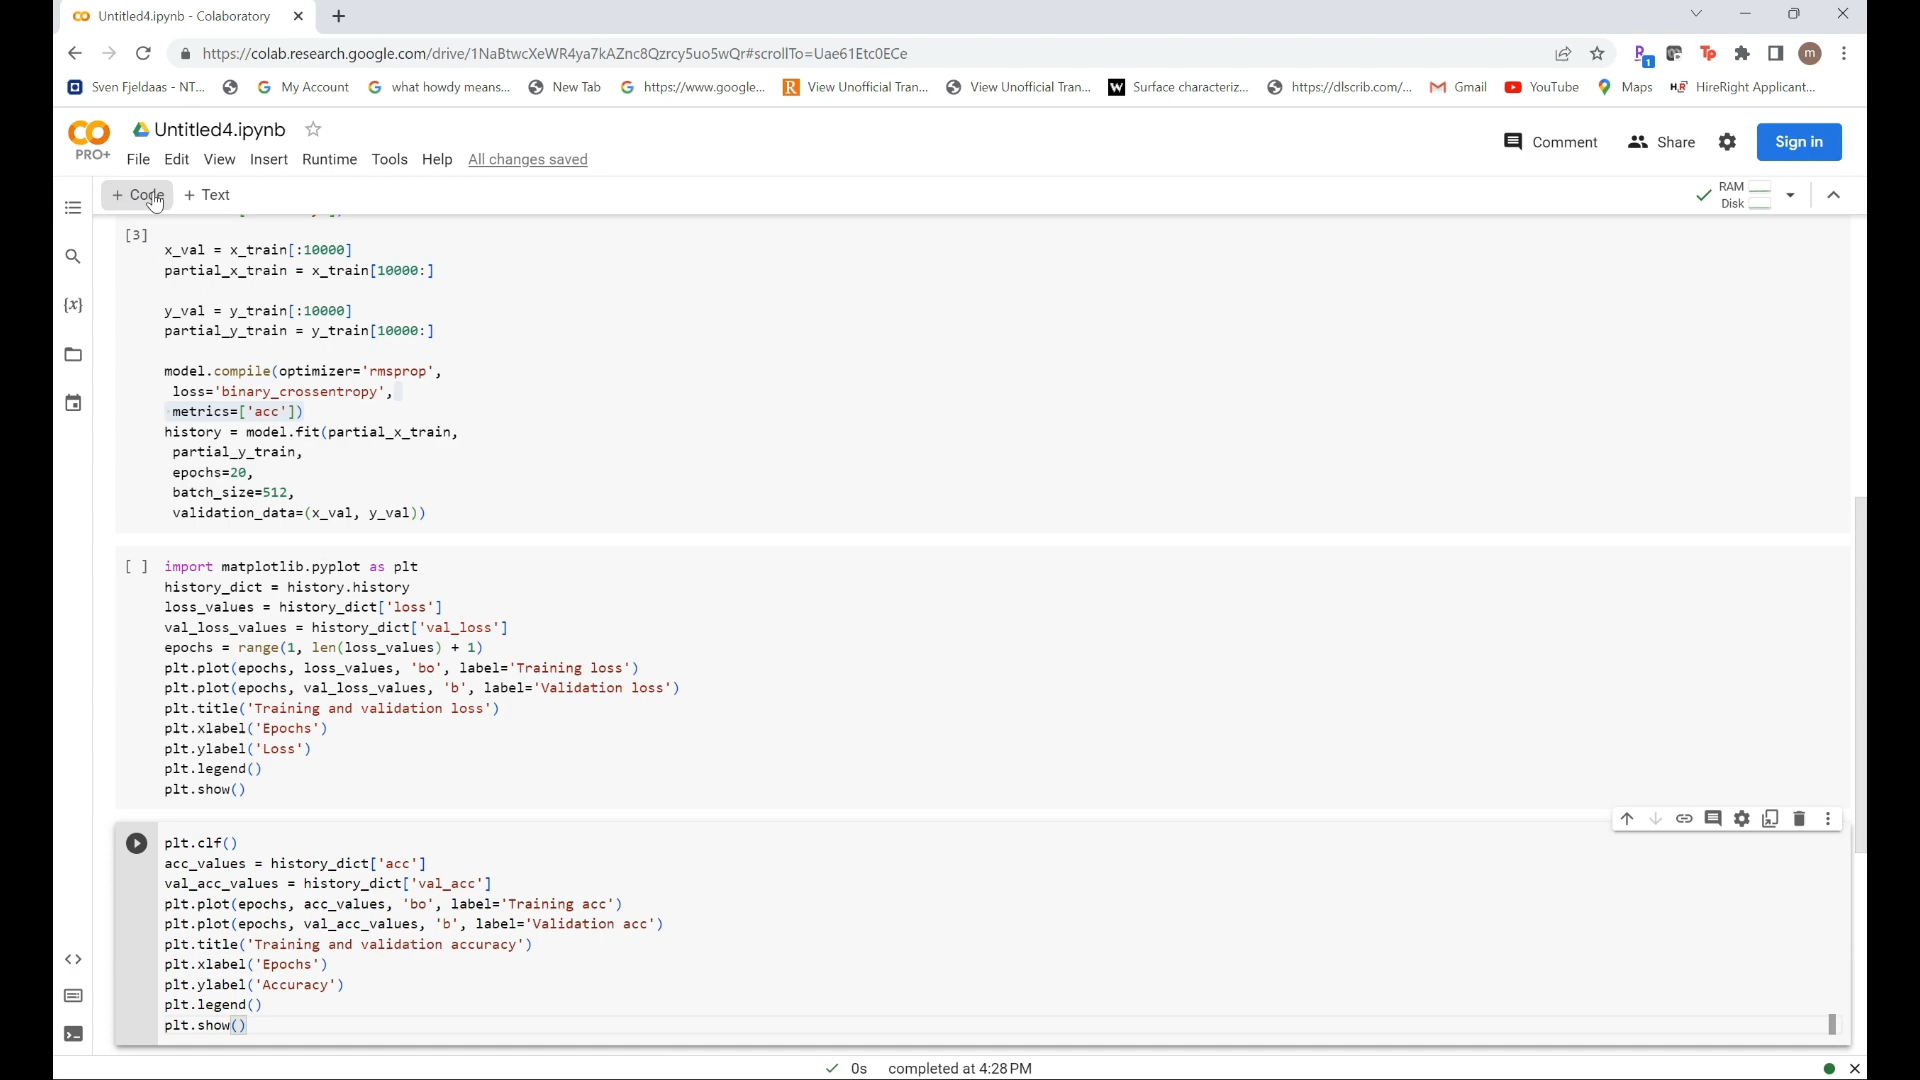 Untitled4.ipynb - Colaboratory
https://colab.research.google.com/drive/1NaBtwcXeWR4ya7kAZnc8Qzrcy5uo5wQr#scrollTo=Uae61Etc0ECe
1
m
Sven Fjeldaas - NT... My Account what howdy means... New Tab https://www.google... View Unofficial Tran... View Unofficial Tran... Surface characteriz... https://dlscrib.com/... Gmail YouTube Maps HireRight Applicant...
PRO+
Untitled4.ipynb
File Edit View Insert Runtime Tools Help All changes saved
Comment Share Sign in
+ Code + Text
RAM
Disk
[3]
x_val = x_train[:10000]
partial_x_train = x_train[10000:]
y_val = y_train[:10000]
partial_y_train = y_train[10000:]
model.compile(optimizer='rmsprop',
loss='binary_crossentropy',
metrics=['acc'])
history = model.fit(partial_x_train,
partial_y_train,
epochs=20,
batch_size=512,
validation_data=(x_val, y_val))
[ ] import matplotlib.pyplot as plt
history_dict = history.history
loss_values = history_dict['loss']
val_loss_values = history_dict['val_loss']
epochs = range(1, len(loss_values) + 1)
plt.plot(epochs, loss_values, 'bo', label='Training loss')
plt.plot(epochs, val_loss_values, 'b', label='Validation loss')
plt.title('Training and validation loss')
plt.xlabel('Epochs')
plt.ylabel('Loss')
plt.legend()
plt.show()
plt.clf()
acc_values = history_dict['acc']
val_acc_values = history_dict['val_acc']
plt.plot(epochs, acc_values, 'bo', label='Training acc')
plt.plot(epochs, val_acc_values, 'b', label='Validation acc')
plt.title('Training and validation accuracy')
plt.xlabel('Epochs')
plt.ylabel('Accuracy')
plt.legend()
plt.show()
0s completed at 4:28 PM